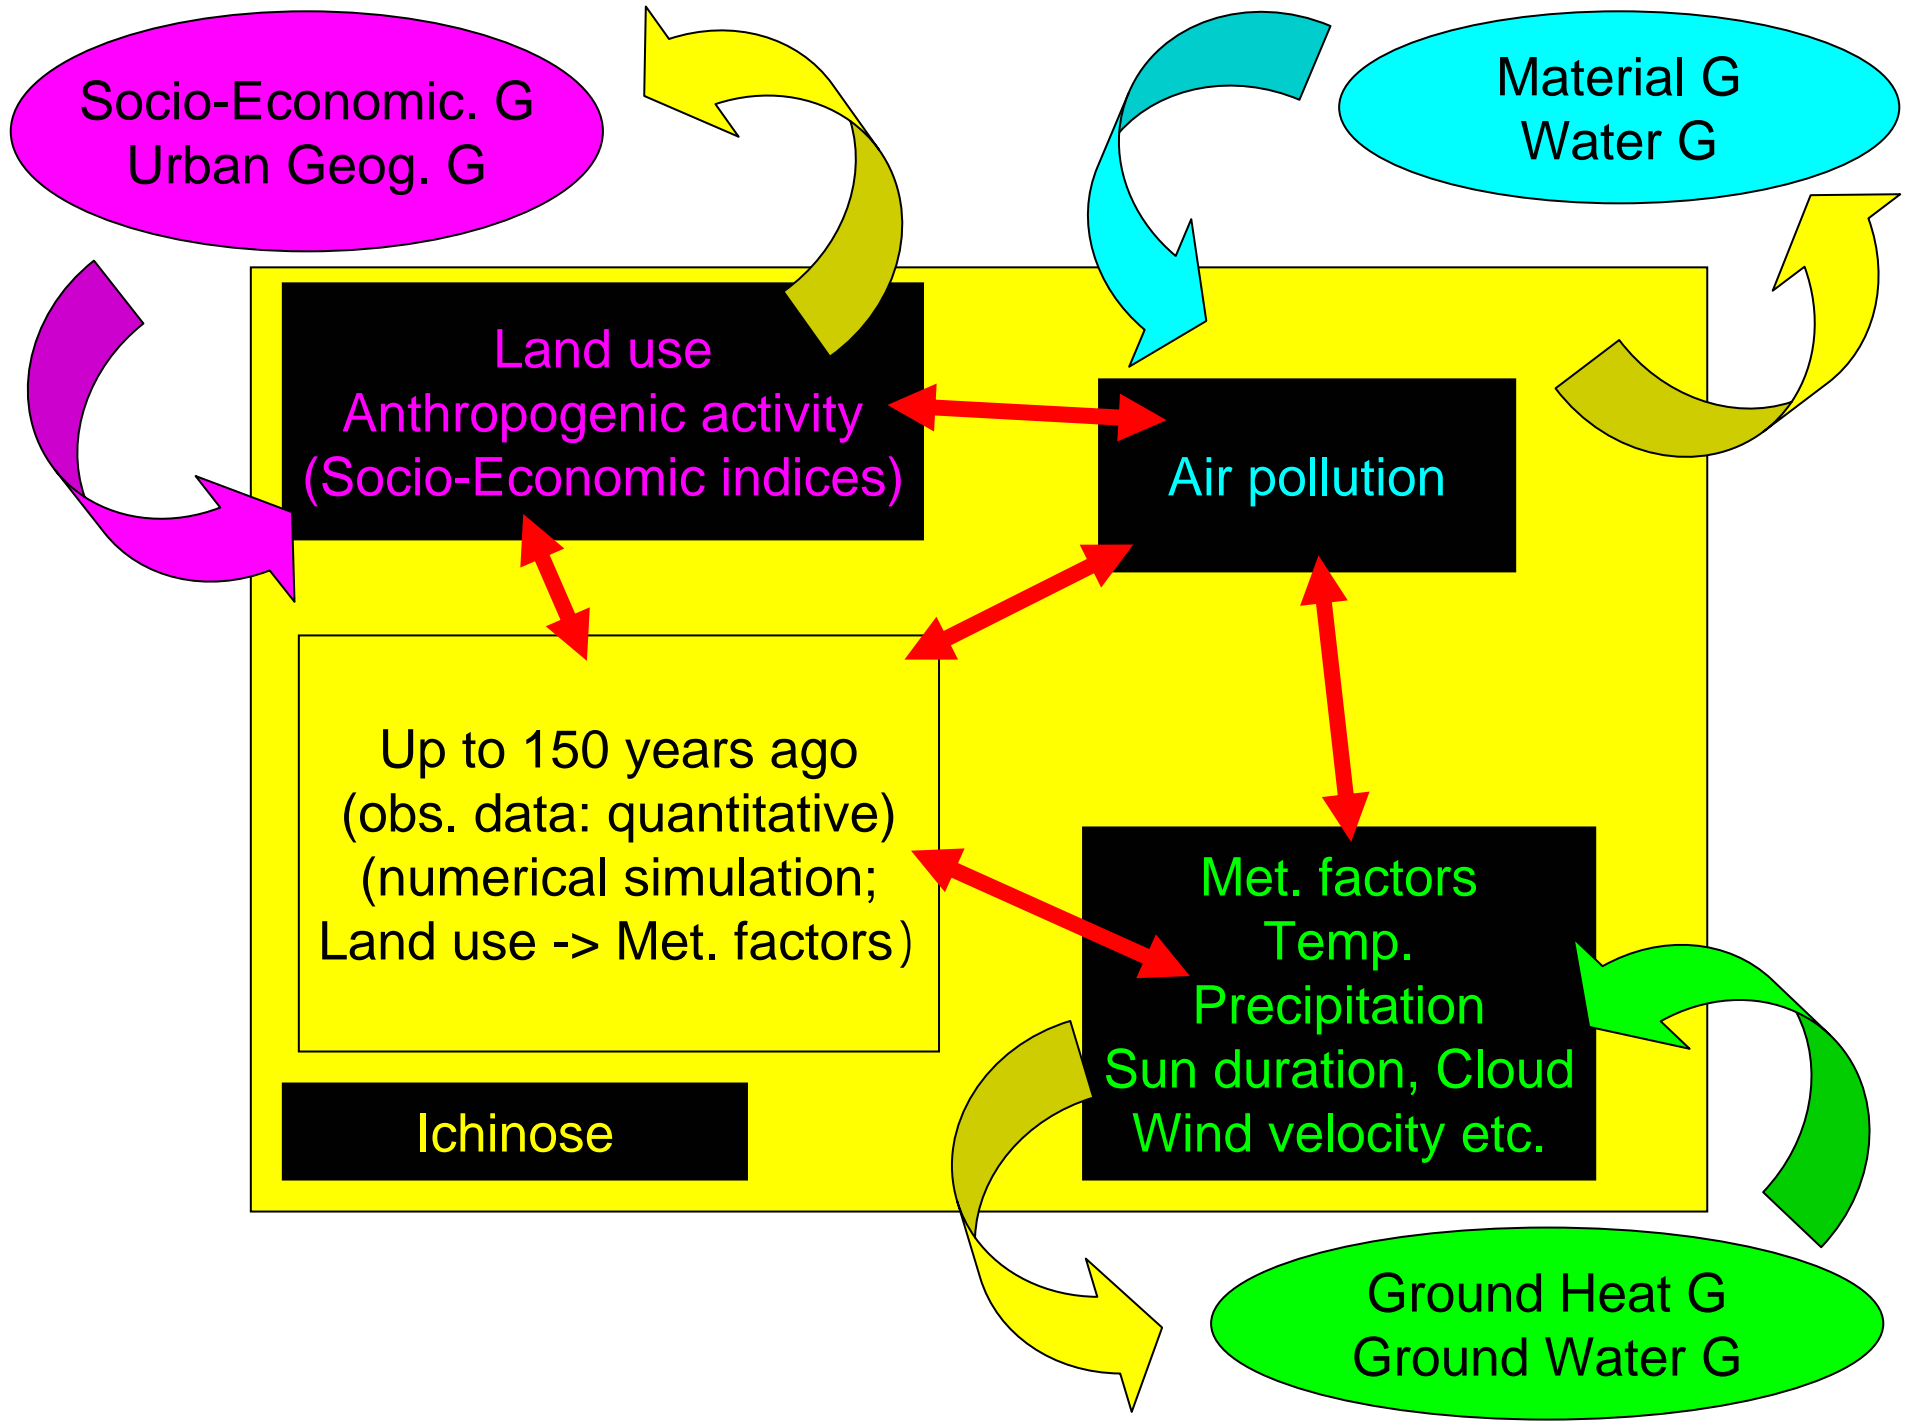 Socio-Economic. G
Urban Geog. G
Material G
Water G
Land use
Anthropogenic activity
(Socio-Economic indices)
Air pollution
Up to 150 years ago
(obs. data: quantitative)
(numerical simulation;
Land use -> Met. factors)
Met. factors
Temp.
Precipitation
Sun duration, Cloud
Wind velocity etc.
Ichinose
Ground Heat G
Ground Water G